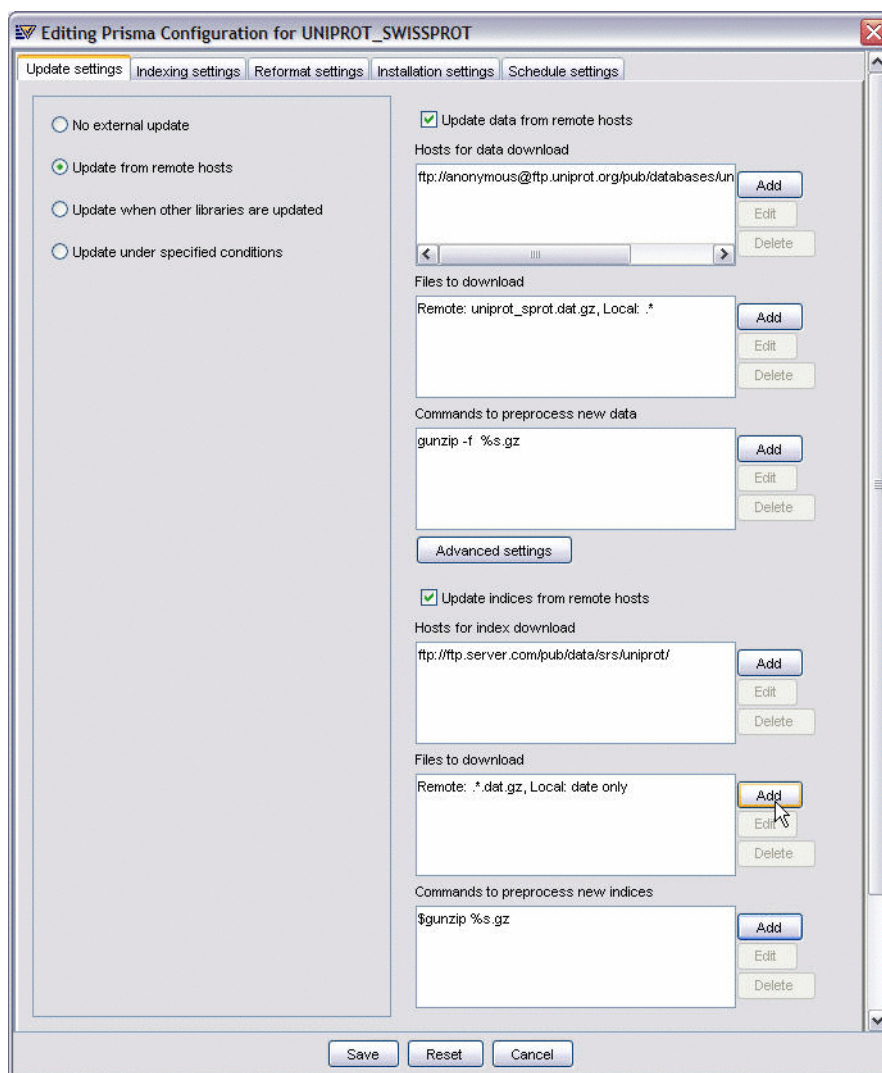 Editing Prisma Configuration for UNIPROT_SWISSPROT
Update settings Indexing settings Reformat settings Installation settings Schedule settings
No external update
Update from remote hosts
Update when other libraries are updated
Update under specified conditions
Update data from remote hosts
Hosts for data download
ftp://anonymous@ftp.uniprot.org/pub/databases/un
Add
Edit
Delete
Files to download
Remote: uniprot_sprot.dat.gz, Local: .*
Add
Edit
Delete
Commands to preprocess new data
gunzip -f %s.gz
Add
Edit
Delete
Advanced settings
Update indices from remote hosts
Hosts for index download
ftp://ftp.server.com/pub/data/srs/uniprot/
Add
Edit
Delete
Files to download
Remote: .*.dat.gz, Local: date only
Add
Edit
Delete
Commands to preprocess new indices
$gunzip %s.gz
Add
Edit
Delete
Save Reset Cancel